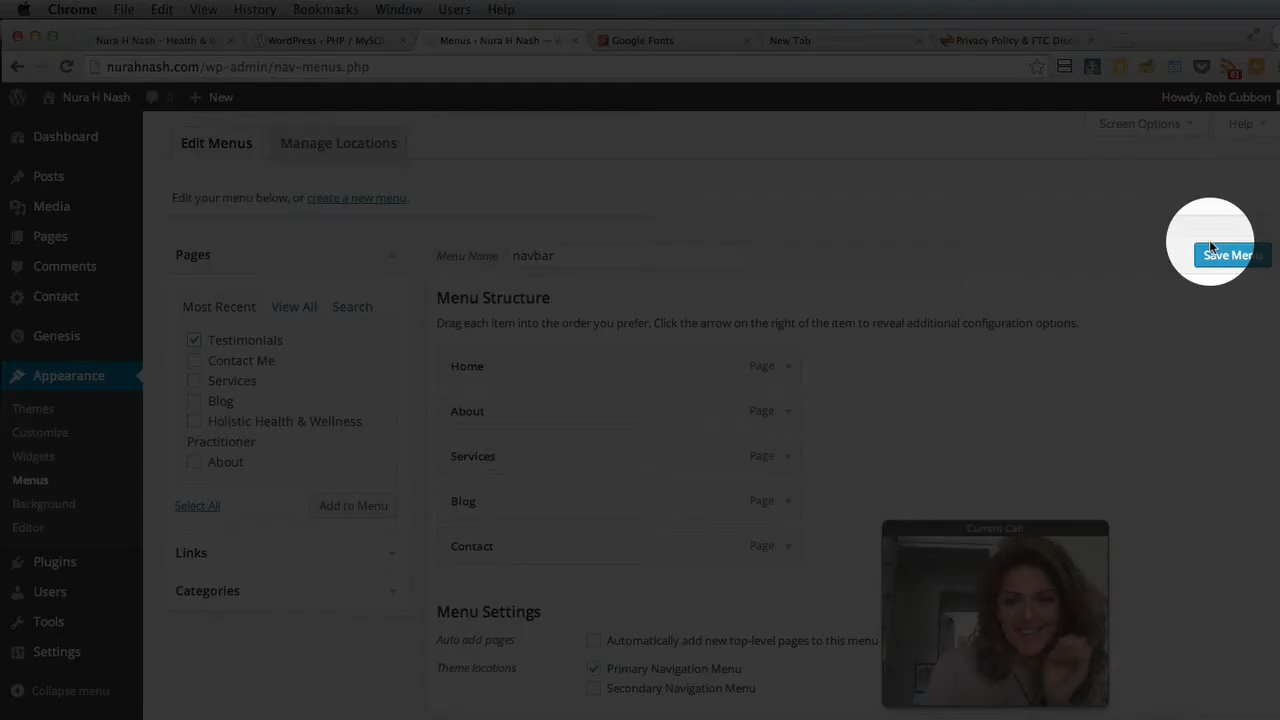 Chrome File Edit View History Bookmarks Window Users Help
Nura H Nash - Health & W
WordPress › PHP / MySQL
Menus ‹ Nura H Nash —
Google Fonts
New Tab
Privacy Policy & FTC Disc
nurahnash.com/wp-admin/nav-menus.php
Nura H Nash 0 + New
Howdy, Rob Cubbon
Screen Options Help
Dashboard
Posts
Media
Pages
Comments
Contact
Genesis
Appearance
Themes
Customize
Widgets
Menus
Background
Editor
Plugins
Users
Tools
Settings
Collapse menu
Edit Menus Manage Locations
Edit your menu below, or create a new menu.
Pages
Most Recent View All Search
Testimonials
Contact Me
Services
Blog
Holistic Health & Wellness
Practitioner
About
Select All Add to Menu
Links
Categories
Menu Name navbar
Save Menu
Menu Structure
Drag each item into the order you prefer. Click the arrow on the right of the item to reveal additional configuration options.
Home Page
About Page
Services Page
Blog Page
Contact Page
Menu Settings
Auto add pages Automatically add new top-level pages to this menu
Theme locations Primary Navigation Menu
Secondary Navigation Menu
Current Call